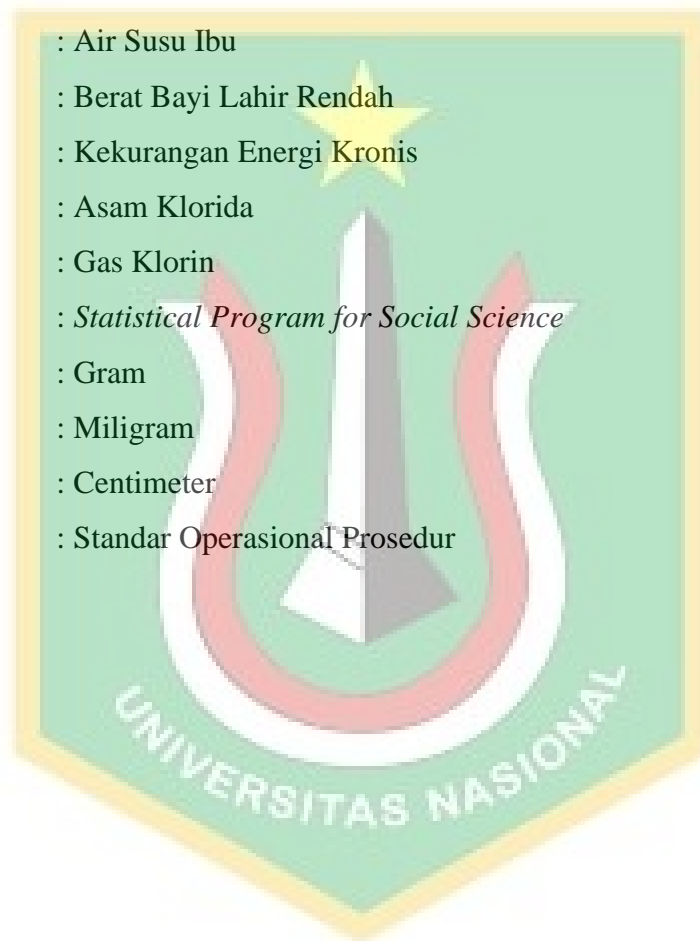 : Air Susu Ibu
: Berat Bayi Lahir Rendah
: Kekurangan Energi Kronis
: Asam Klorida
: Gas Klorin
: Statistical Program for Social Science
: Gram
: Miligram
: Centimeter
: Standar Operasional Prosedur
UNIVERSITAS NASIONAL